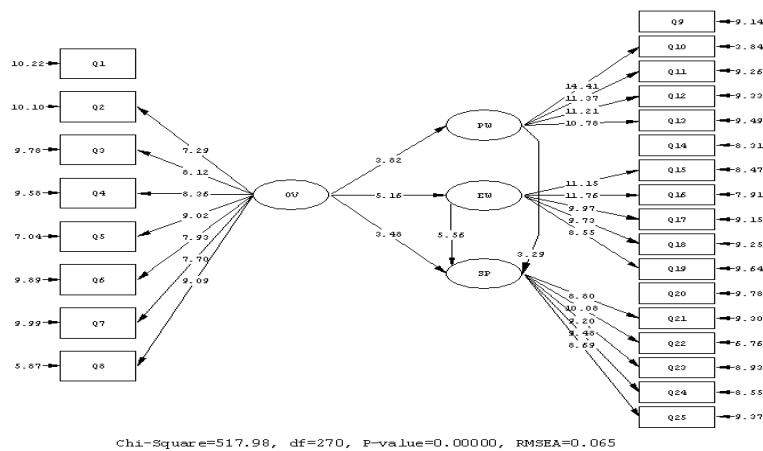 Q9 9.14
10.22 Q1 Q10 3.84
Q11 9.26
14.41
11.37
10.10 Q2 Q12 9.33
11.21
10.78 Q13 9.49
PW
7.29 Q14 8.31
9.78 Q3 3.82
8.12 Q15 8.47
11.15
9.58 Q4 8.36 OV 5.16 EW 11.76 Q16 7.91
9.02 9.97 Q17 9.15
9.73
7.04 Q5 7.93 3.48 5.56 8.55 Q18 9.25
3.29
7.70 Q19 9.64
9.89 Q6 9.09 SP
Q20 9.78
8.80
10.08 Q21 9.30
9.99 Q7 9.20
9.48 Q22 6.76
8.69
5.87 Q8 Q23 8.93
Q24 8.55
Q25 9.37
Chi-Square=517.98, df=270, P-value=0.00000, RMSEA=0.065